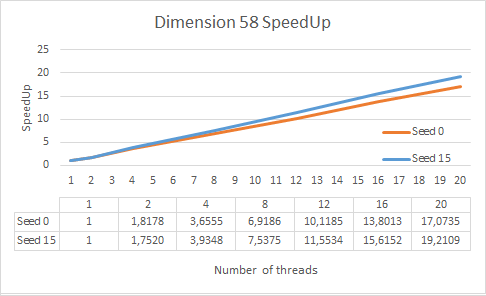 Dimension 58 SpeedUp
25
20
15
10
5
0
SpeedUp
Seed 0
Seed 15
1 2 3 4 5 6 7 8 9 10 11 12 13 14 15 16 17 18 19 20
1 2 4 8 12 16 20
Seed 0 1 1,8178 3,6555 6,9186 10,1185 13,8013 17,0735
Seed 15 1 1,7520 3,9348 7,5375 11,5534 15,6152 19,2109
Number of threads